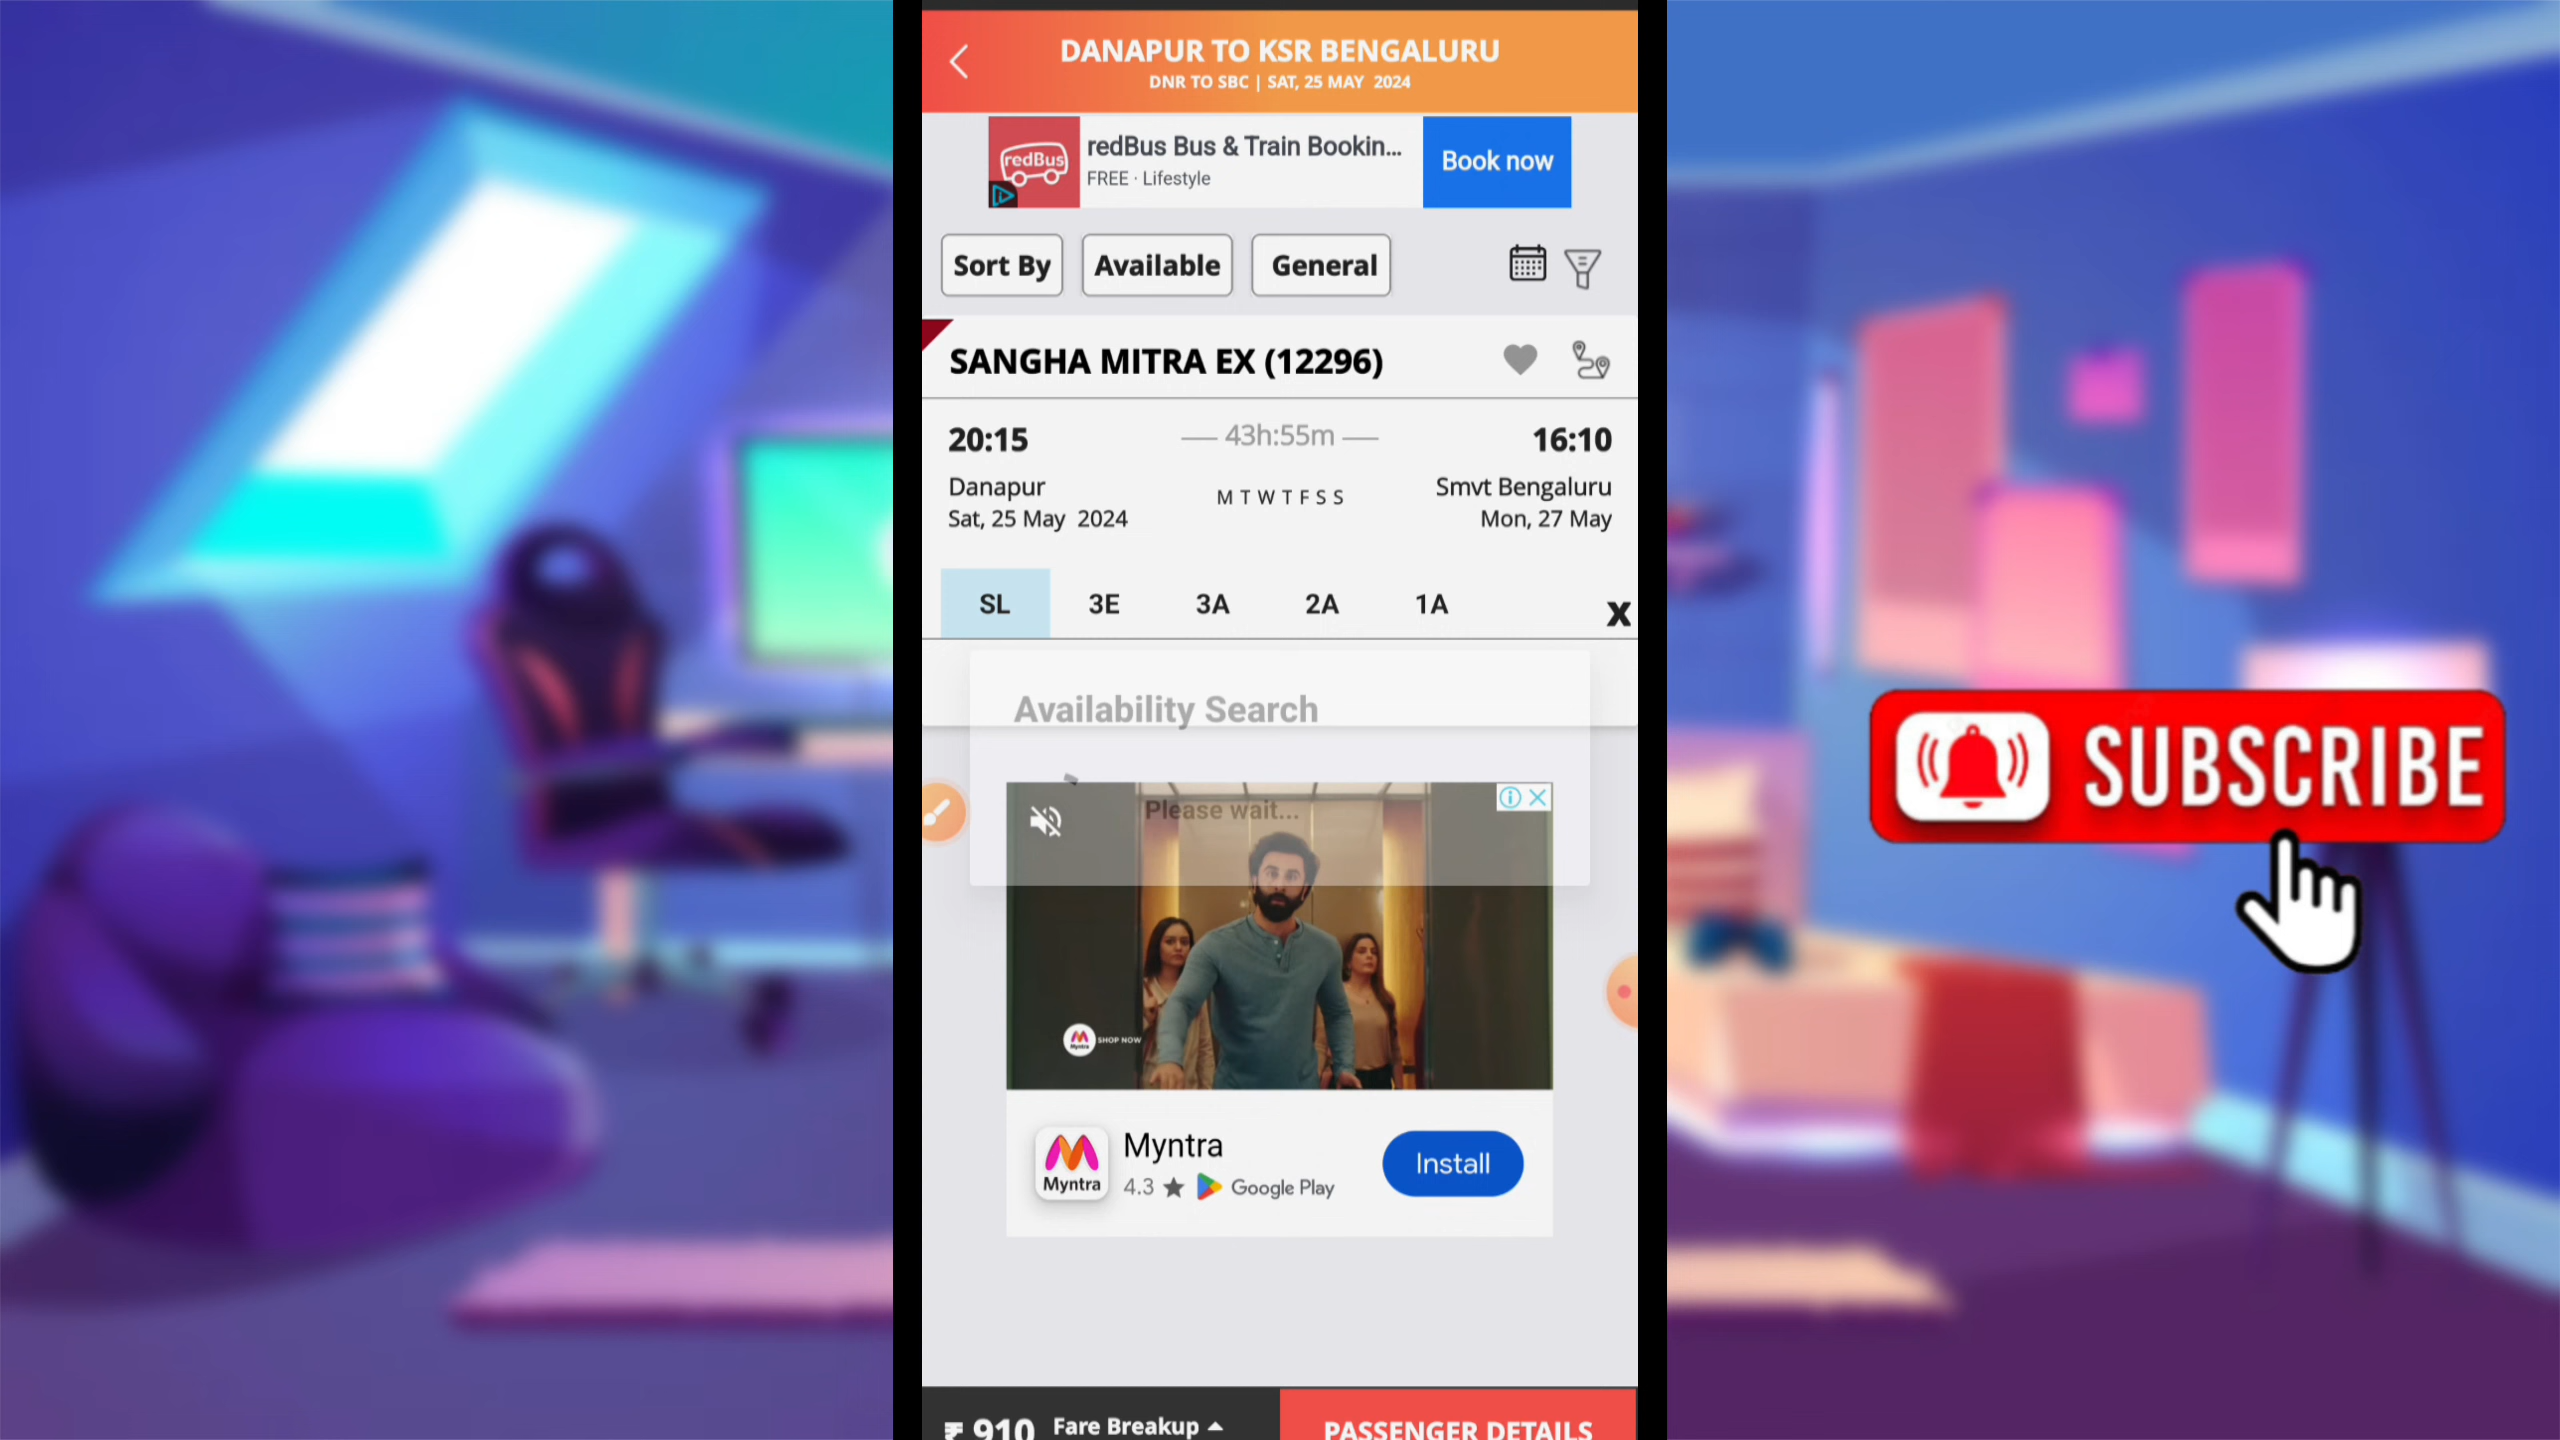 DANAPUR TO KSR BENGALURU
DNR TO SBC | SAT, 25 MAY 2024
redBus
redBus Bus & Train Bookin...
FREE · Lifestyle
Book now
Sort By
Available
General
SANGHA MITRA EX (12296)
20:15
43h:55m
16:10
Danapur
M T W T F S S
Smvt Bengaluru
Sat, 25 May 2024
Mon, 27 May
SL
3E
3A
2A
1A
X
Availability Search
Please wait...
Myntra
SHOP NOW
SUBSCRIBE
Myntra
Myntra
4.3 ★
Google Play
Install
₹ 910
Fare Breakup
PASSENGER DETAILS